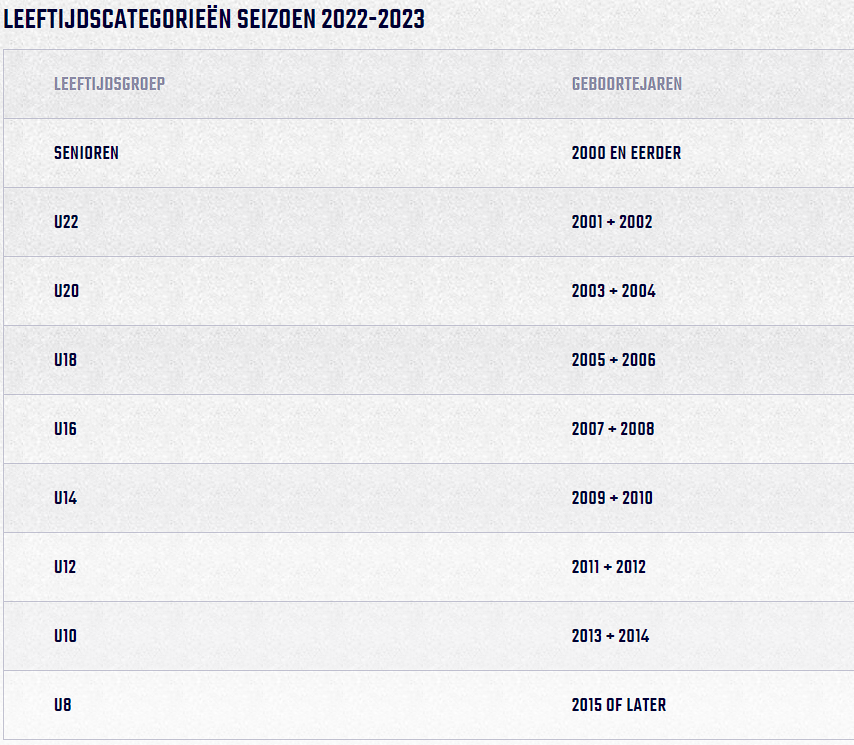 LEEFTIJDSCATEGORIEËN SEIZOEN 2022-2023
LEEFTIJDSGROEP GEBOORTEJAREN
SENIOREN 2000 EN EERDER
U22 2001 + 2002
U20 2003 + 2004
U18 2005 + 2006
U16 2007 + 2008
U14 2009 + 2010
U12 2011 + 2012
U10 2013 + 2014
U8 2015 OF LATER